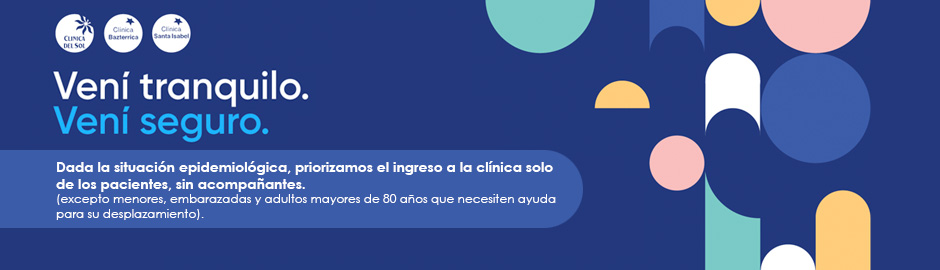 CLINICA
DEL SOL
Clínica
Bazterrica
Clínica
Santa Isabel
Vení tranquilo.
Vení seguro.
Dada la situación epidemiológica, priorizamos el ingreso a la clínica solo
de los pacientes, sin acompañantes.
(excepto menores, embarazadas y adultos mayores de 80 años que necesiten ayuda
para su desplazamiento).